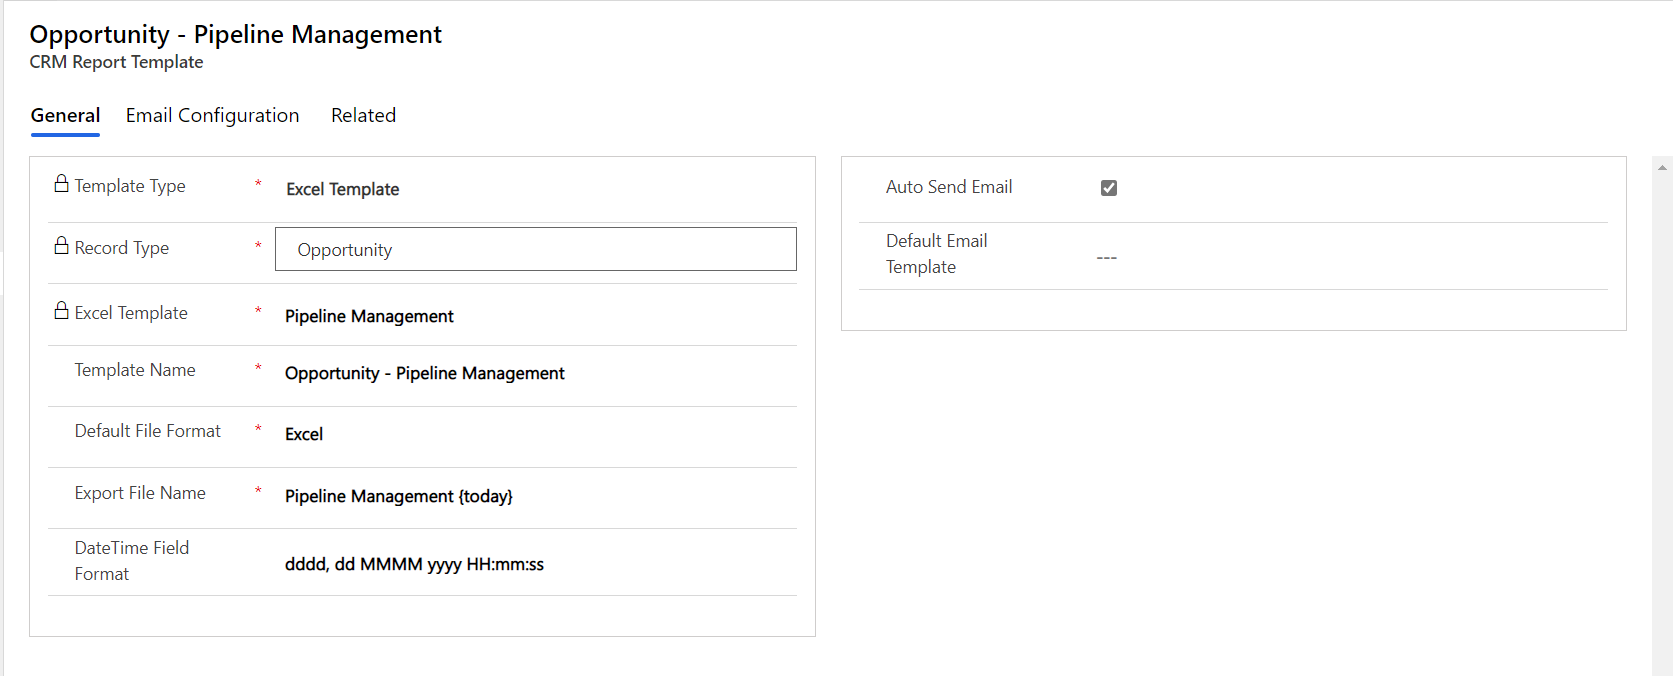 Opportunity - Pipeline Management
CRM Report Template
General Email Configuration Related
Template Type * Excel Template
Record Type * Opportunity
Excel Template * Pipeline Management
Template Name * Opportunity - Pipeline Management
Default File Format * Excel
Export File Name * Pipeline Management {today}
DateTime Field
Format
dddd, dd MMMM yyyy HH:mm:ss
Auto Send Email
Default Email
Template
---